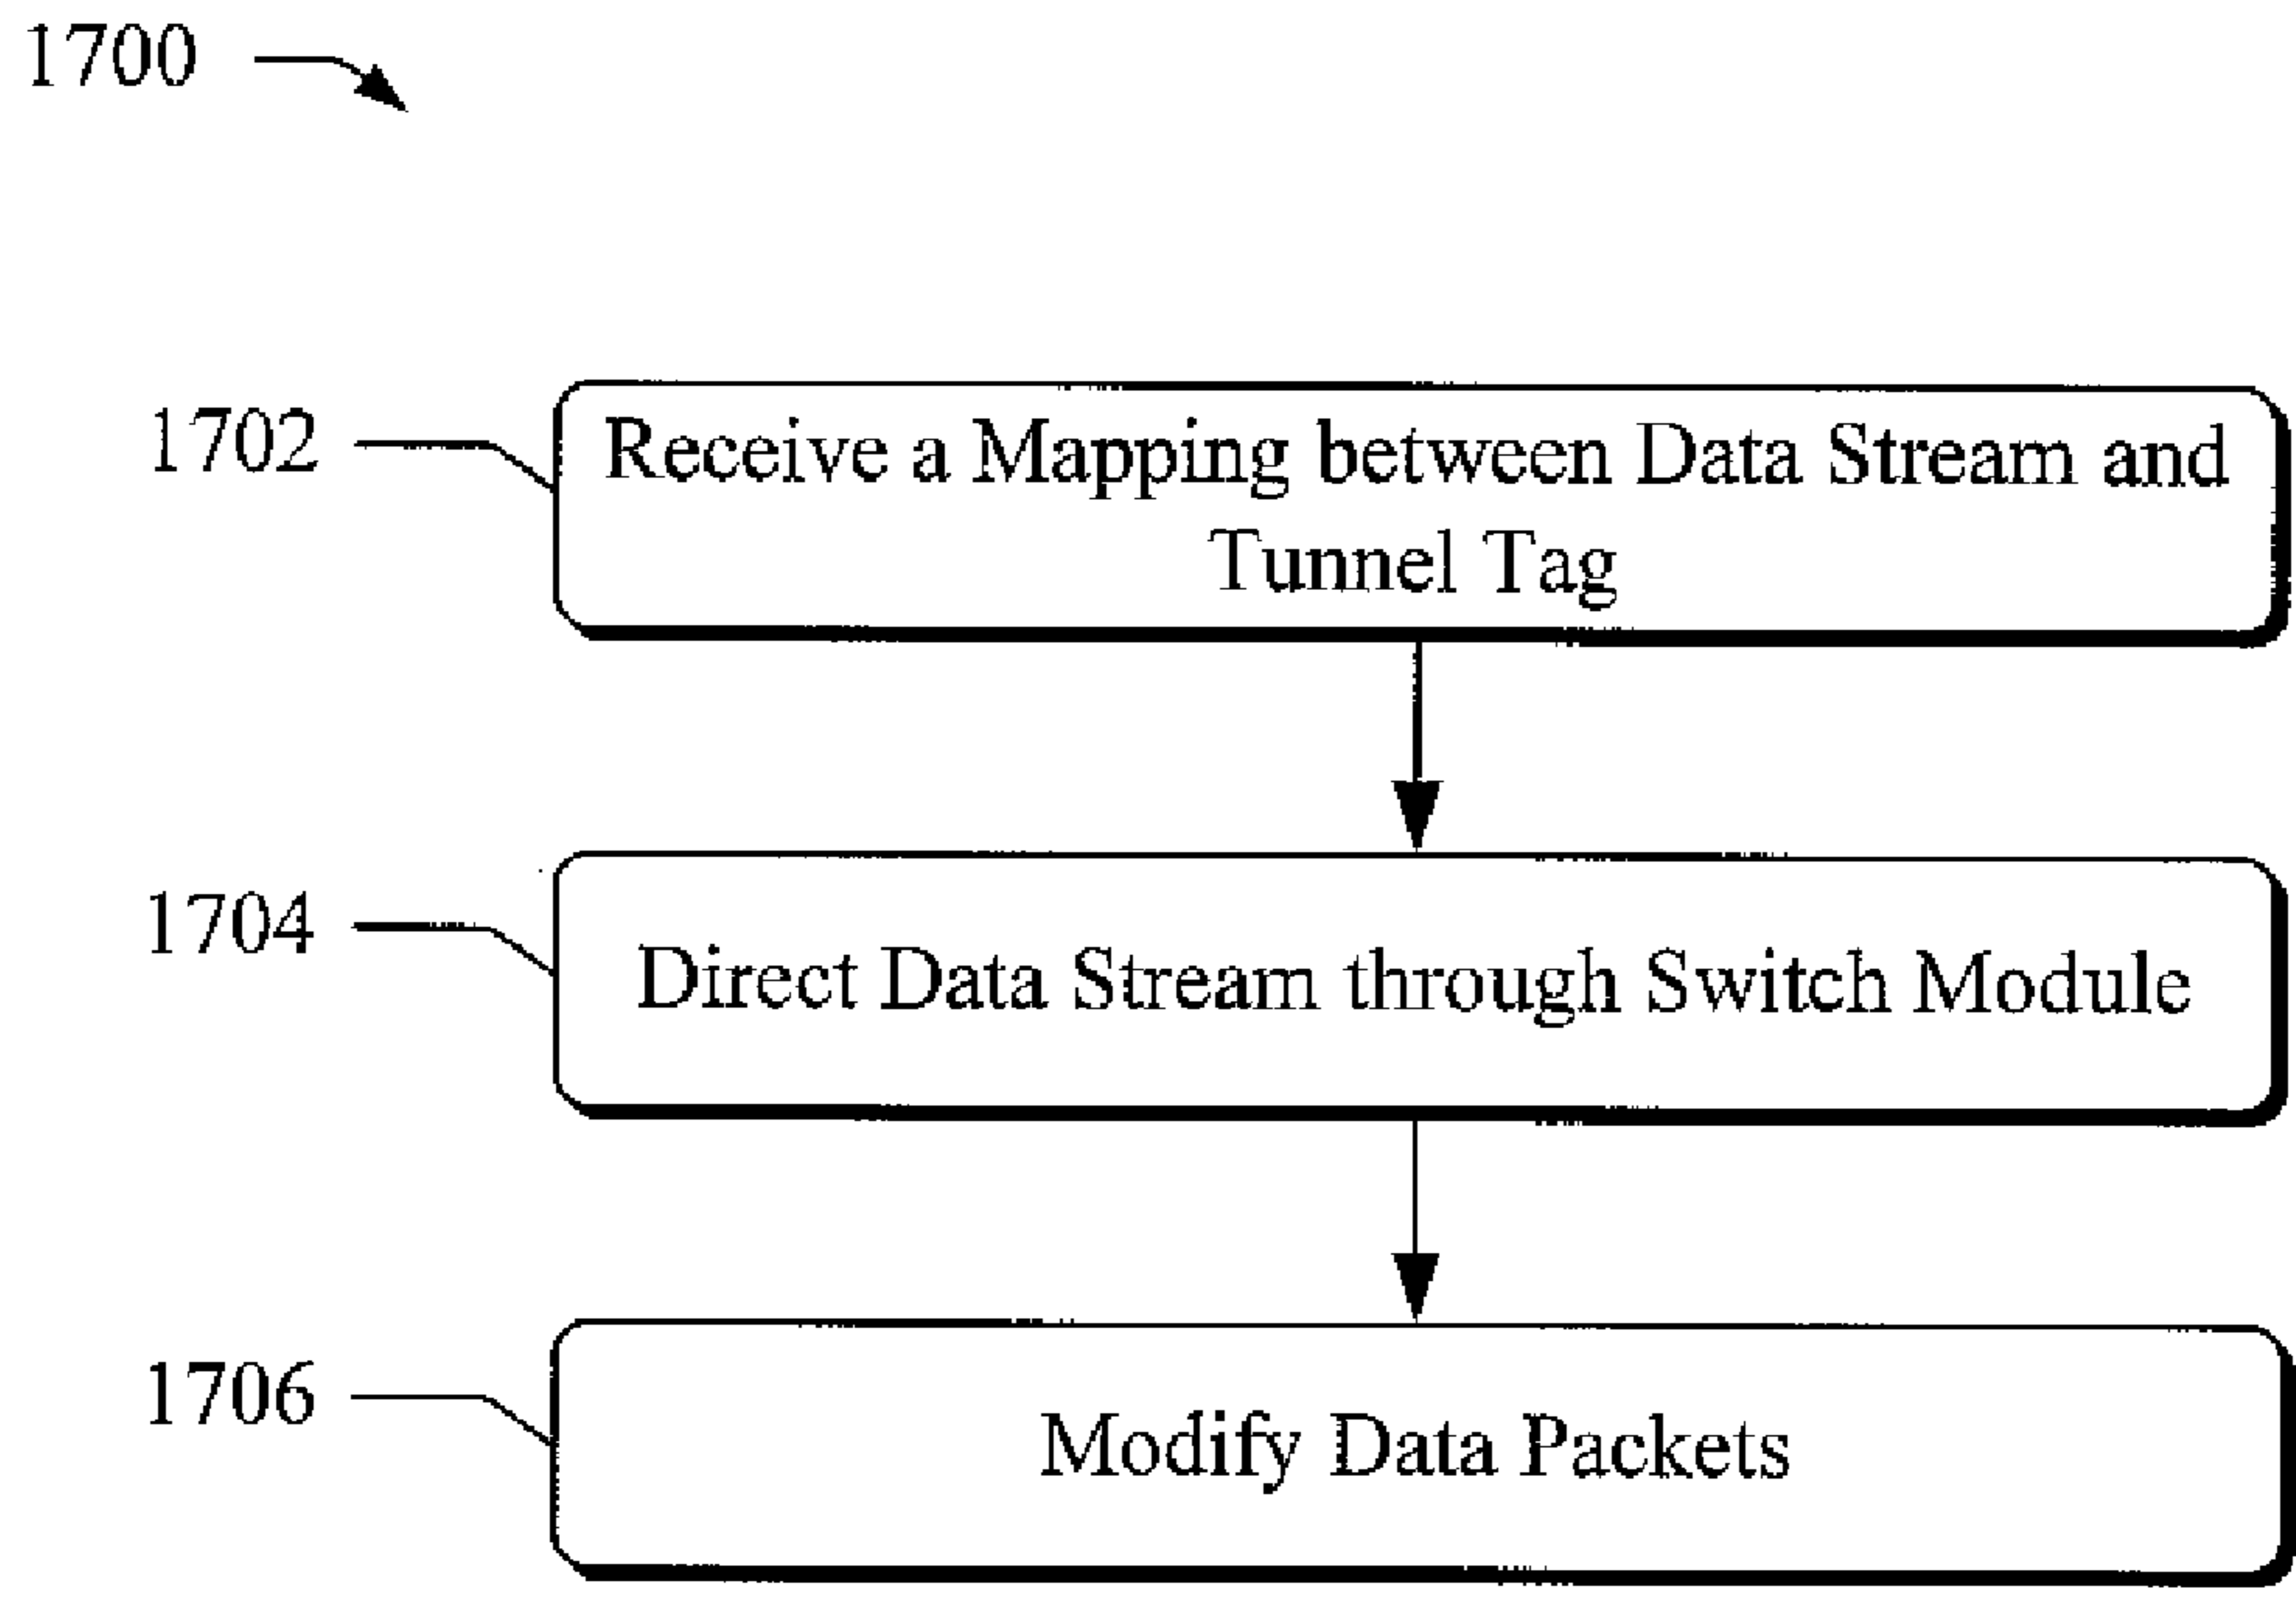 1700
1702
Receive a Mapping between Data Stream and
Tunnel Tag
1704
Direct Data Stream through Switch Module
1706
Modify Data Packets